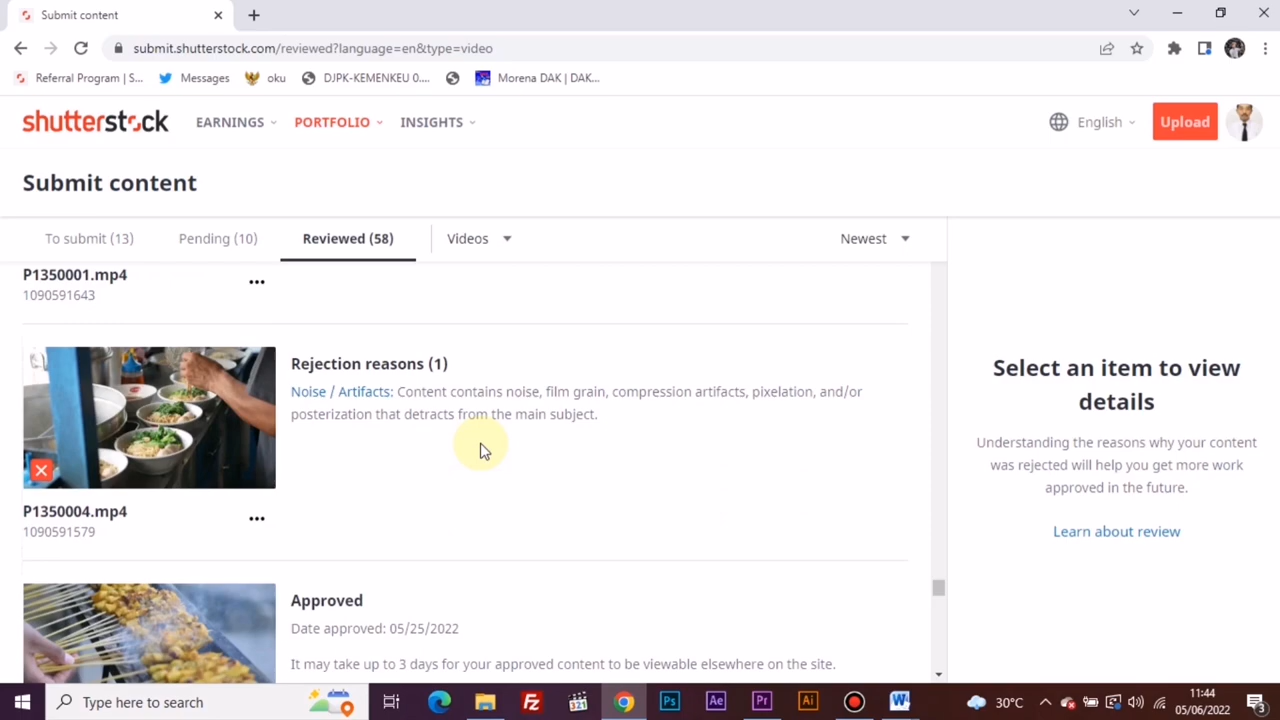 Submit content
submit.shutterstock.com/reviewed?language=en&type=video
Referral Program | S...
Messages
oku
DJPK-KEMENKEU 0....
Morena DAK | DAK...
shutterstock
EARNINGS
PORTFOLIO
INSIGHTS
English
Upload
Submit content
To submit (13)
Pending (10)
Reviewed (58)
Videos
Newest
P1350001.mp4
1090591643
Rejection reasons (1)
Noise / Artifacts: Content contains noise, film grain, compression artifacts, pixelation, and/or
posterization that detracts from the main subject.
P1350004.mp4
1090591579
Approved
Date approved: 05/25/2022
It may take up to 3 days for your approved content to be viewable elsewhere on the site.
Select an item to view
details
Understanding the reasons why your content
was rejected will help you get more work
approved in the future.
Learn about review
Type here to search
321
Ps
Ae
Pr
Ai
W
30°C
11:44
05/06/2022
3